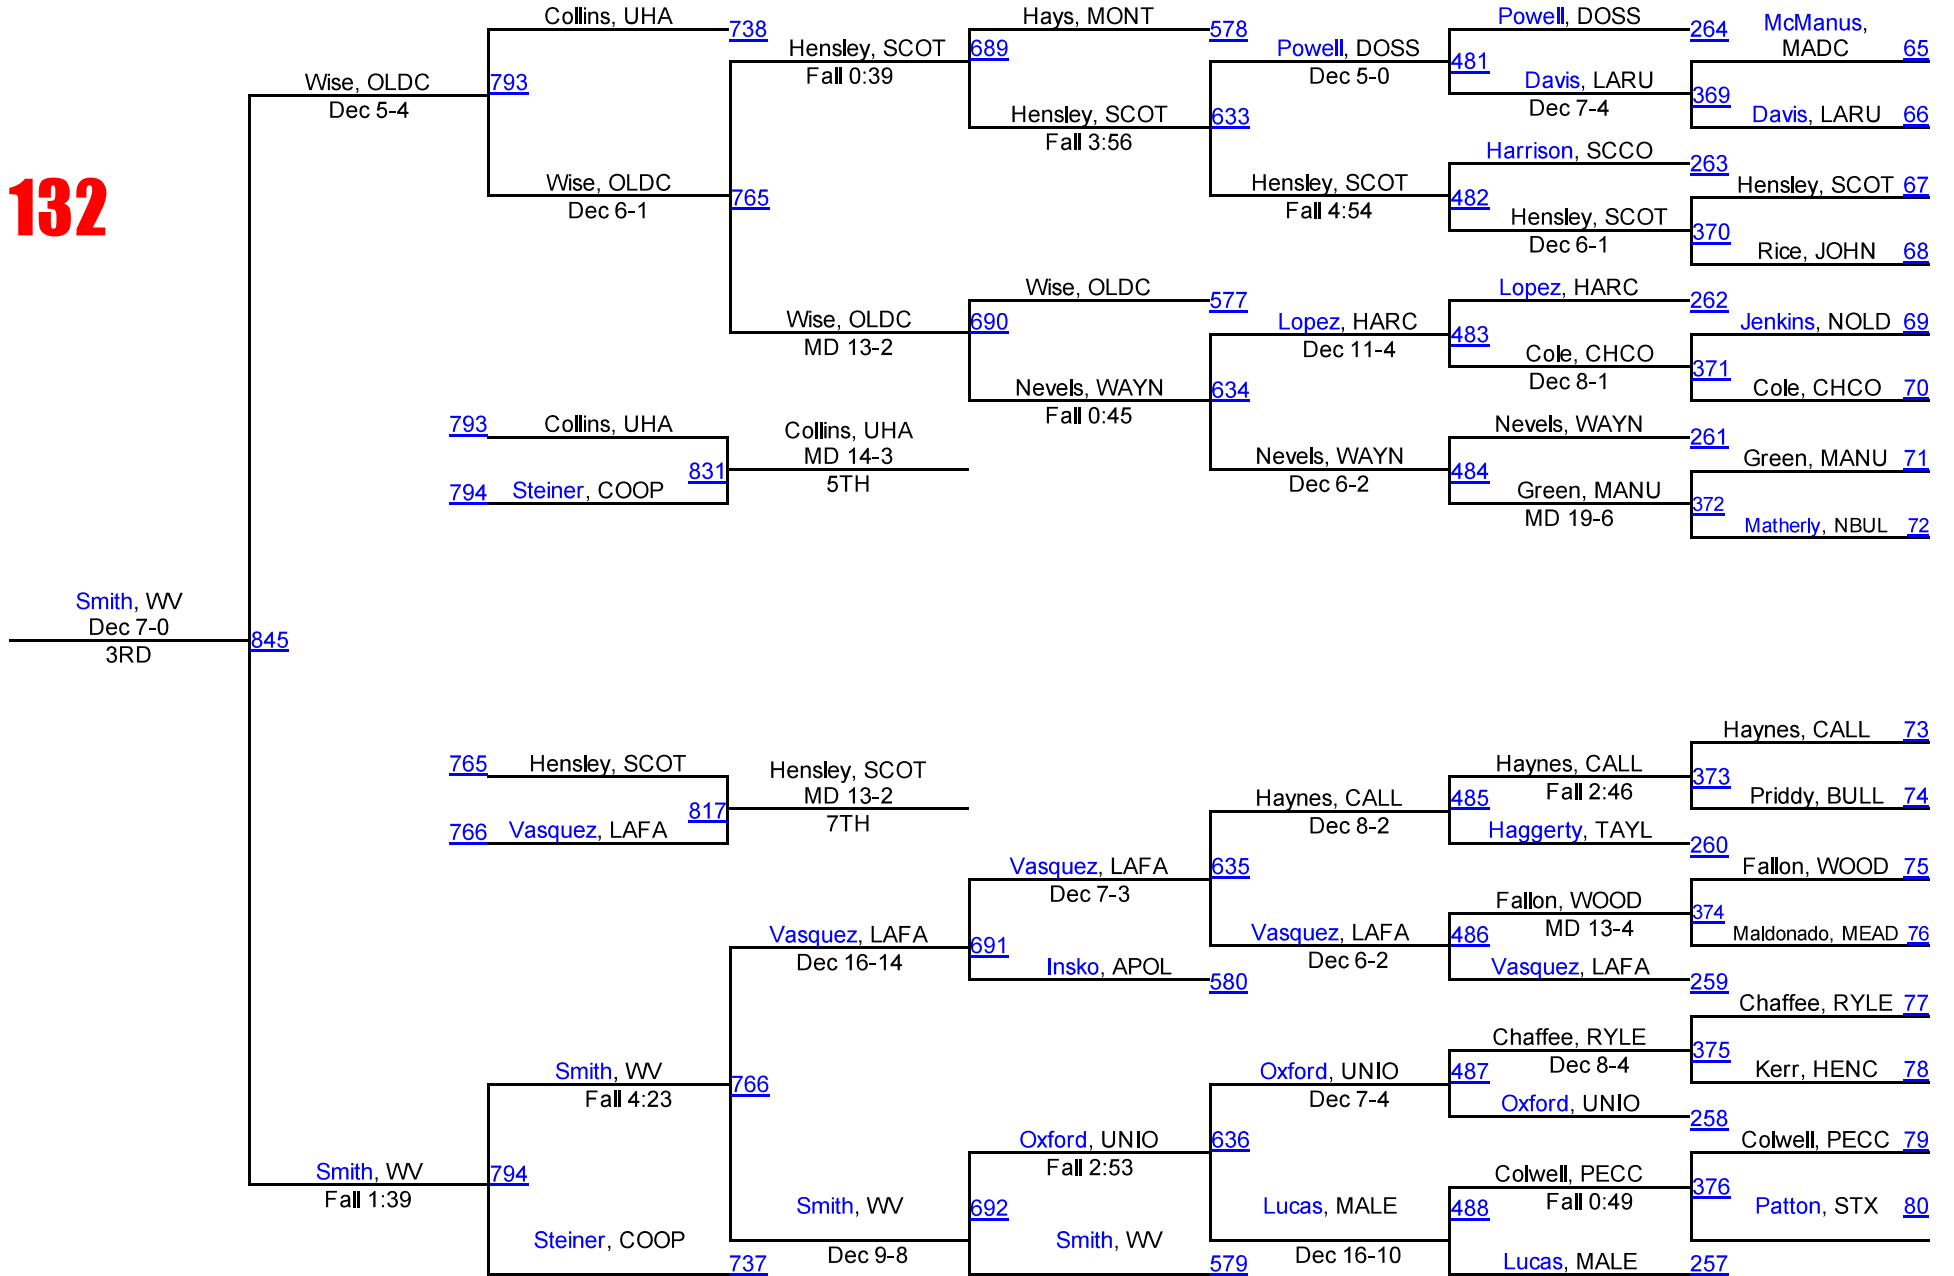 132
Smith, WV
Dec 7-0
3RD
845
Wise, OLDC
Dec 5-4
793
Collins, UHA
738
Wise, OLDC
Dec 6-1
765
Hensley, SCOT
Fall 0:39
689
Hays, MONT
578
Hensley, SCOT
Fall 3:56
633
Powell, DOSS
Dec 5-0
481
Powell, DOSS
264
Davis, LARU
Dec 7-4
369
McManus,
MADC 65
Davis, LARU 66
Hensley, SCOT
Fall 4:54
482
Harrison, SCCO
263
Hensley, SCOT
Dec 6-1
370
Hensley, SCOT 67
Rice, JOHN 68
Wise, OLDC
MD 13-2
690
Wise, OLDC
577
Nevels, WAYN
Fall 0:45
634
Lopez, HARC
Dec 11-4
483
Lopez, HARC
262
Cole, CHCO
Dec 8-1
371
Jenkins, NOLD 69
Cole, CHCO 70
Nevels, WAYN
Dec 6-2
484
Nevels, WAYN
261
Green, MANU
MD 19-6
372
Green, MANU 71
Matherly, NBUL 72
793 Collins, UHA
794 Steiner, COOP
831
Collins, UHA
MD 14-3
5TH
765 Hensley, SCOT
766 Vasquez, LAFA
817
Hensley, SCOT
MD 13-2
7TH
Smith, WV
Fall 1:39
794
Smith, WV
Fall 4:23
766
Steiner, COOP
737
Vasquez, LAFA
Dec 16-14
691
Vasquez, LAFA
Dec 7-3
635
Insko, APOL
580
Haynes, CALL
Dec 8-2
485
Haynes, CALL
Fall 2:46
373
Haynes, CALL 73
Priddy, BULL 74
Haggerty, TAYL
260
Vasquez, LAFA
Dec 6-2
486
Fallon, WOOD
MD 13-4
374
Fallon, WOOD 75
Maldonado, MEAD 76
Vasquez, LAFA
259
Smith, WV
Dec 9-8
692
Oxford, UNIO
Fall 2:53
636
Smith, WV
579
Oxford, UNIO
Dec 7-4
487
Chaffee, RYLE
Dec 8-4
375
Chaffee, RYLE 77
Kerr, HENC 78
Oxford, UNIO
258
Lucas, MALE
Dec 16-10
488
Colwell, PECC
Fall 0:49
376
Colwell, PECC 79
Patton, STX 80
Lucas, MALE
257